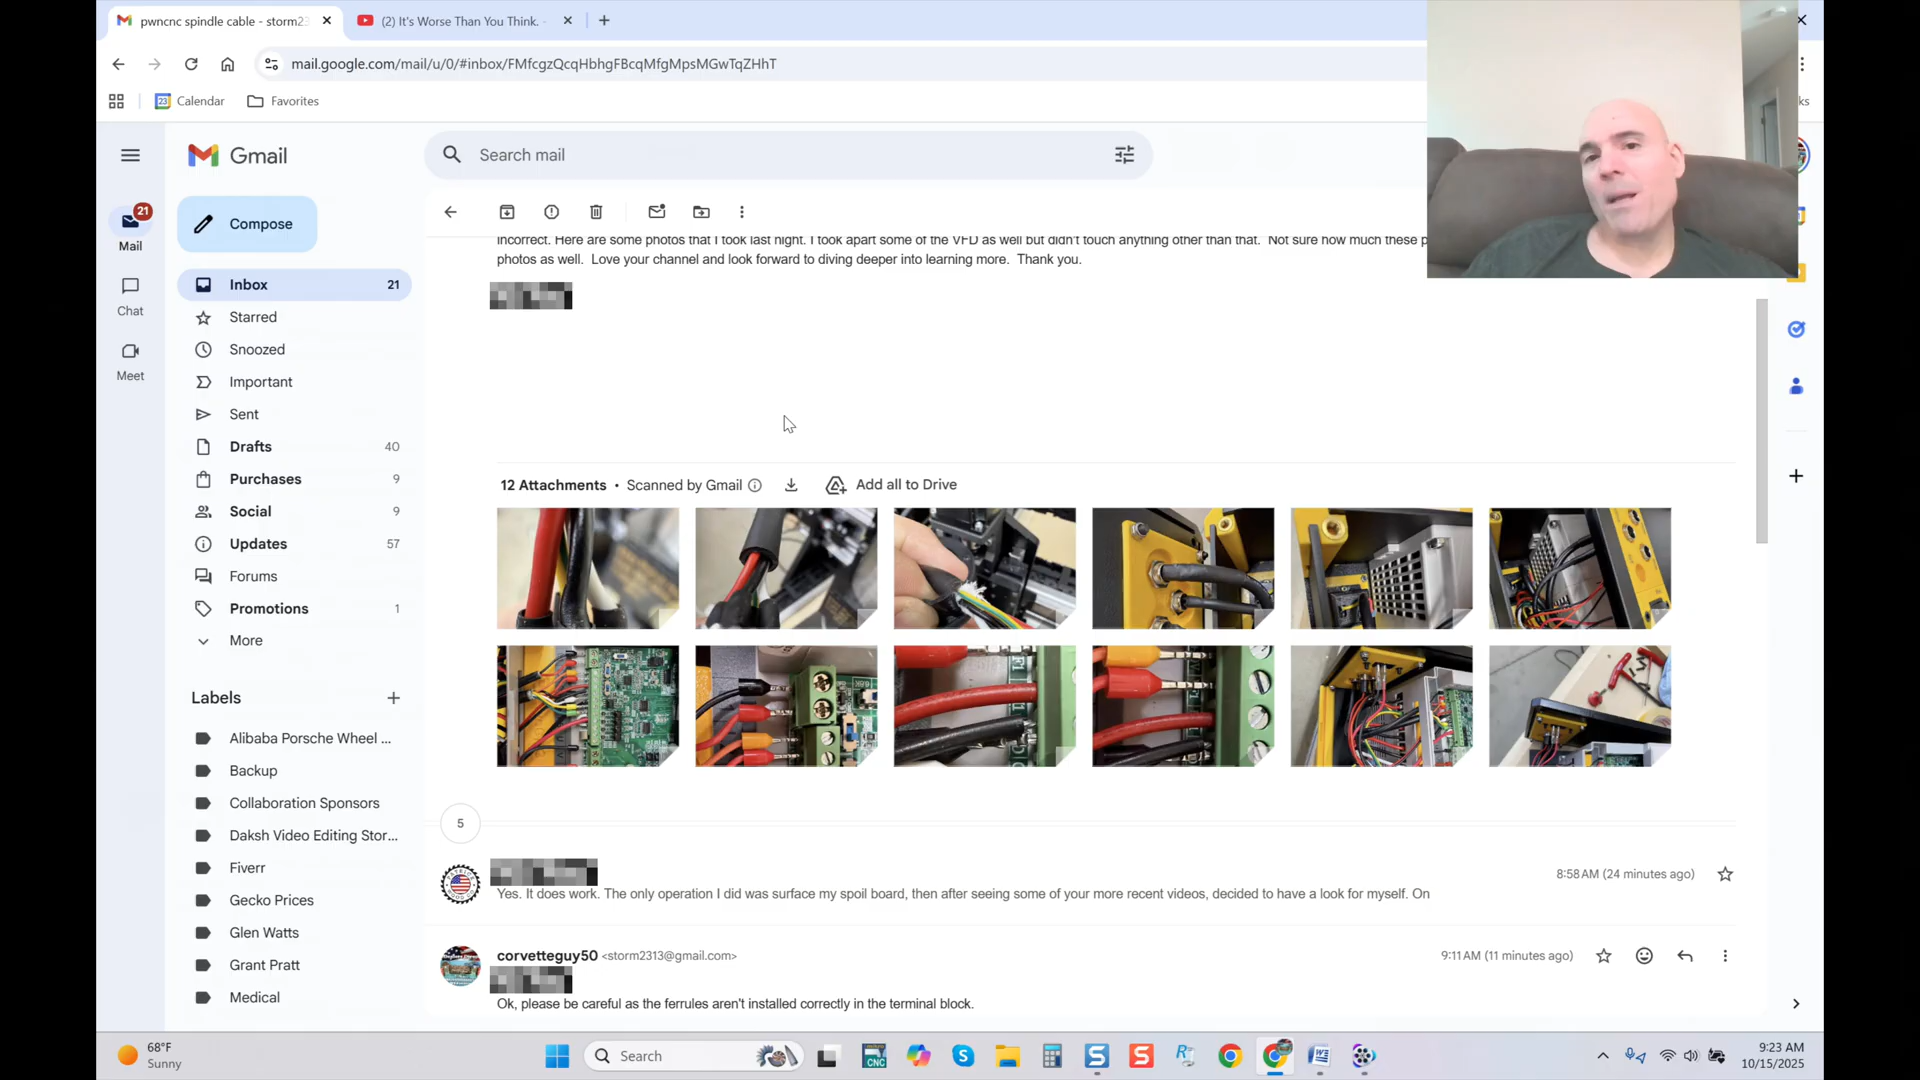 pwncnc spindle cable - storm23
(2) It's Worse Than You Think. -
mail.google.com/mail/u/0/#inbox/FMfcgzQcqHbhgFBcqMfgMpsMGwTqZHhT
Calendar
Favorites
ks
Gmail
Search mail
21
Mail
Chat
Meet
Compose
Inbox 21
Starred
Snoozed
Important
Sent
Drafts 40
Purchases 9
Social 9
Updates 57
Forums
Promotions 1
More
Labels
Alibaba Porsche Wheel ...
Backup
Collaboration Sponsors
Daksh Video Editing Stor...
Fiverr
Gecko Prices
Glen Watts
Grant Pratt
Medical
incorrect. Here are some photos that I took last night. I took apart some of the VFD as well but didn't touch anything other than that. Not sure how much these p
photos as well. Love your channel and look forward to diving deeper into learning more. Thank you.
12 Attachments • Scanned by Gmail
Add all to Drive
5
8:58 AM (24 minutes ago)
Yes. It does work. The only operation I did was surface my spoil board, then after seeing some of your more recent videos, decided to have a look for myself. On
corvetteguy50 <storm2313@gmail.com>
9:11 AM (11 minutes ago)
Ok, please be careful as the ferrules aren't installed correctly in the terminal block.
68°F
Sunny
Search
CNC
9:23 AM
10/15/2025